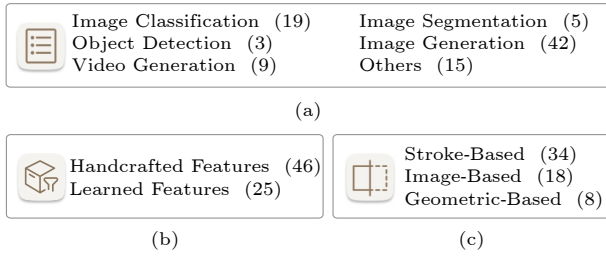 Image Classification (19)
Object Detection (3)
Video Generation (9)
Image Segmentation (5)
Image Generation (42)
Others (15)
(a)
Handcrafted Features (46)
Learned Features (25)
(b)
Stroke-Based (34)
Image-Based (18)
Geometric-Based (8)
(c)